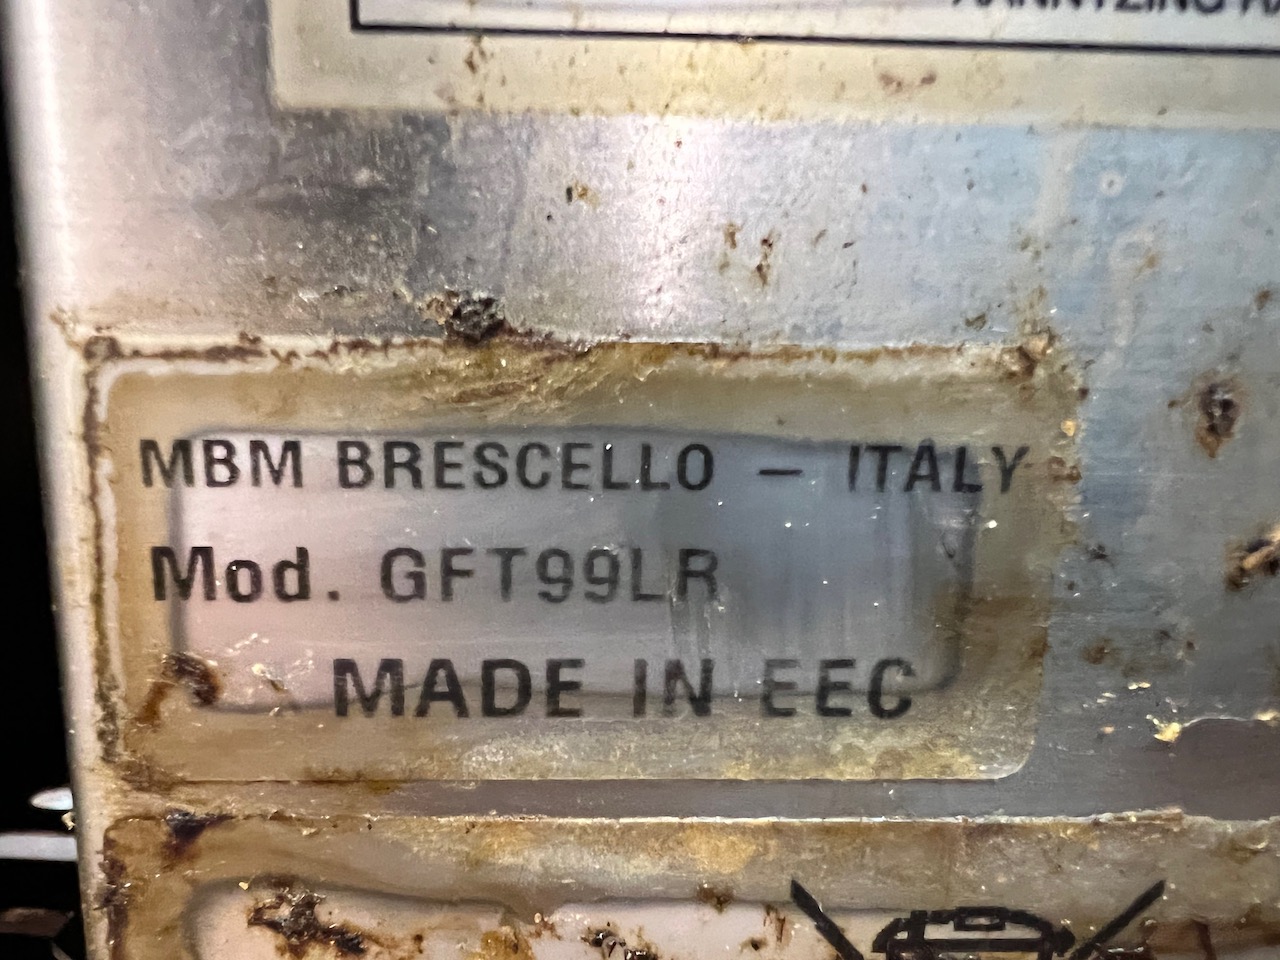 MBM BRESCELLO – ITALY
Mod. GFT99LR
MADE IN EEC